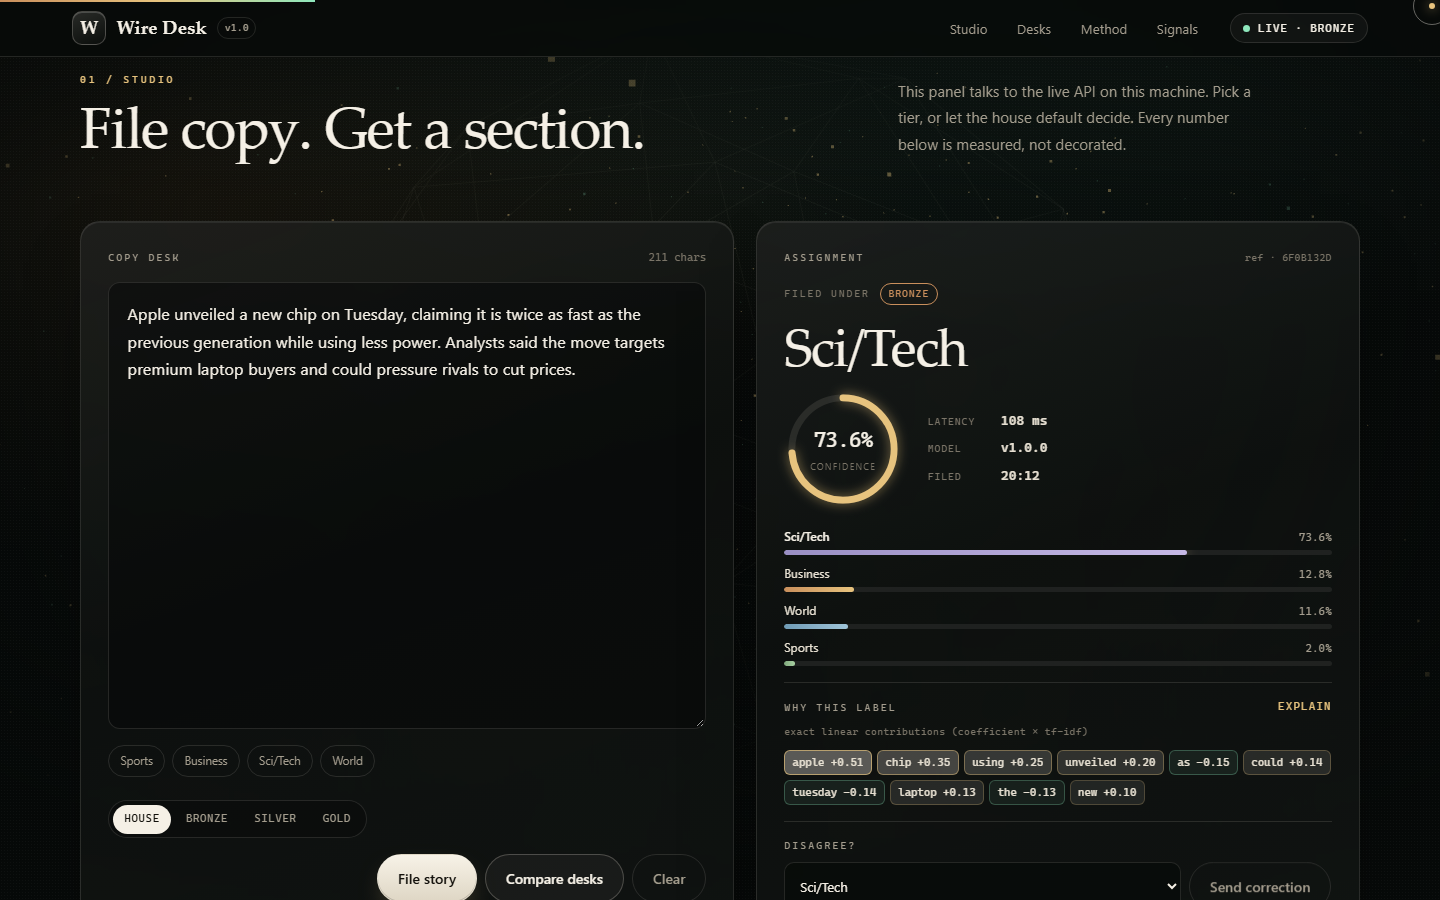 W Wire Desk v1.0
Studio Desks Method Signals LIVE · BRONZE
01 / STUDIO
File copy. Get a section.
This panel talks to the live API on this machine. Pick a
tier, or let the house default decide. Every number
below is measured, not decorated.
COPY DESK 211 chars
Apple unveiled a new chip on Tuesday, claiming it is twice as fast as the
previous generation while using less power. Analysts said the move targets
premium laptop buyers and could pressure rivals to cut prices.
Sports Business Sci/Tech World
HOUSE BRONZE SILVER GOLD
File story Compare desks Clear
ASSIGNMENT ref · 6F0B132D
FILED UNDER BRONZE
Sci/Tech
73.6%
CONFIDENCE
LATENCY 108 ms
MODEL v1.0.0
FILED 20:12
Sci/Tech 73.6%
Business 12.8%
World 11.6%
Sports 2.0%
WHY THIS LABEL EXPLAIN
exact linear contributions (coefficient × tf-idf)
apple +0.51 chip +0.35 using +0.25 unveiled +0.20 as −0.15 could +0.14
tuesday −0.14 laptop +0.13 the −0.13 new +0.10
DISAGREE?
Sci/Tech Send correction